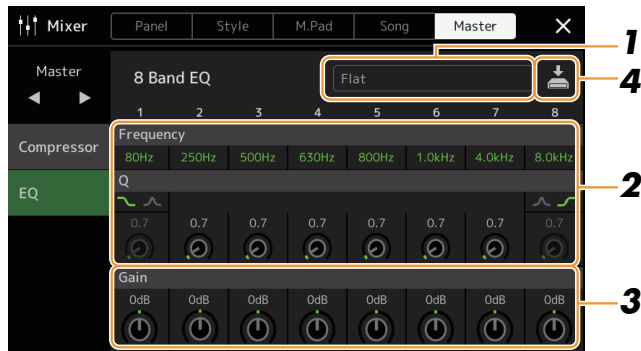 Mixer Panel Style M.Pad Song Master
1
Master 8 Band EQ Flat
4
1 2 3 4 5 6 7 8
Frequency
Compressor 80Hz 250Hz 500Hz 630Hz 800Hz 1.0kHz 4.0kHz 8.0kHz
Q
2
EQ
0.7 0.7 0.7 0.7 0.7 0.7 0.7 0.7
Gain
3
0dB 0dB 0dB 0dB 0dB 0dB 0dB 0dB